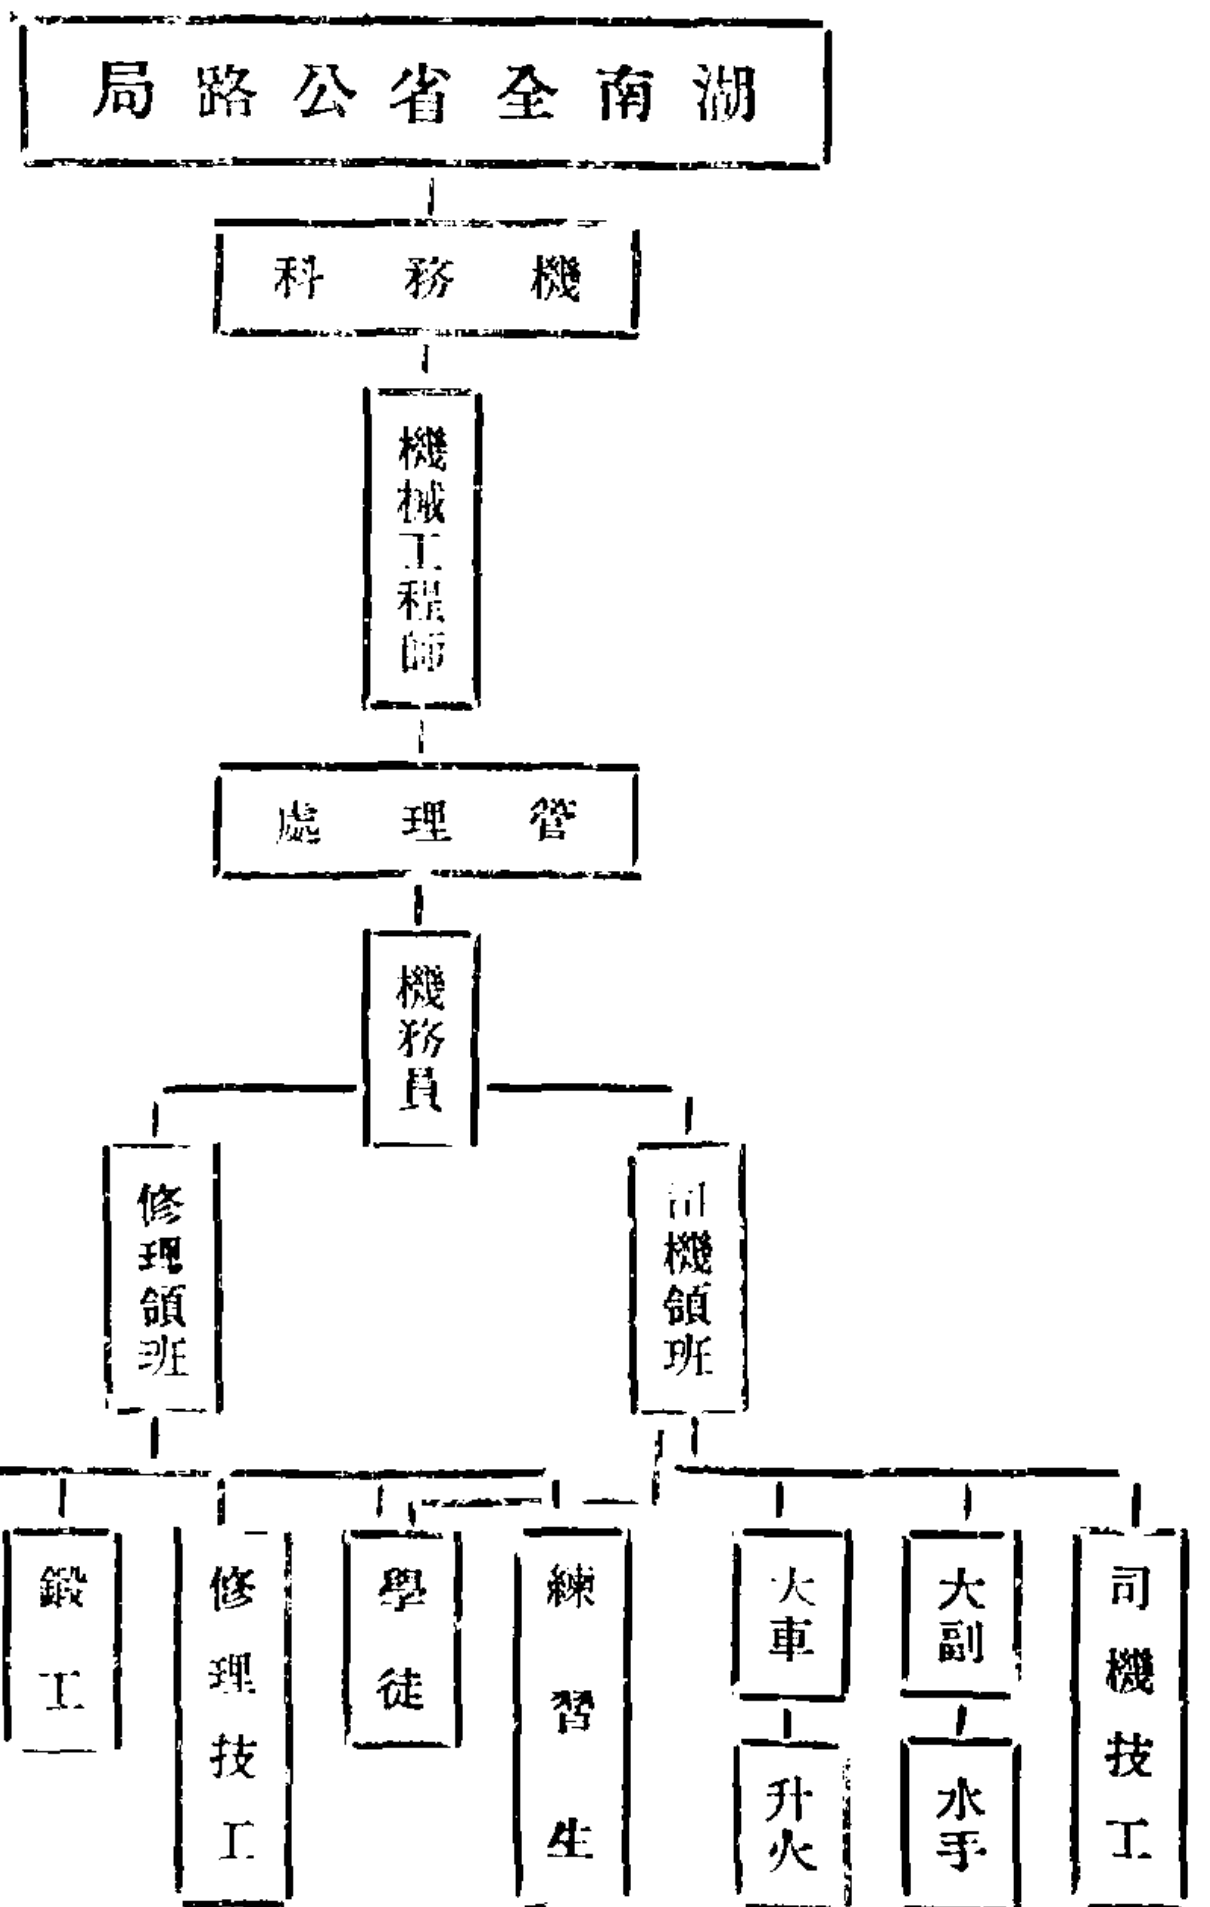 湖南全省公路局
機務科
機械工程師
管理處
機務員
司機領班
修理領班
司機技工
大副
水手
大車
升火
練習生
學徒
修理技工
鍛工